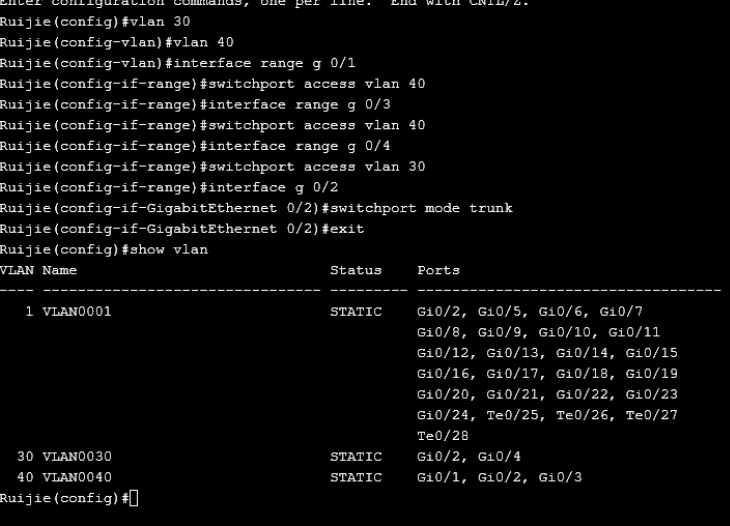 Enter configuration commands, one per line.  End with CNTL/Z.
Ruijie(config)#vlan 30
Ruijie(config-vlan)#vlan 40
Ruijie(config-vlan)#interface range g 0/1
Ruijie(config-if-range)#switchport access vlan 40
Ruijie(config-if-range)#interface range g 0/3
Ruijie(config-if-range)#switchport access vlan 40
Ruijie(config-if-range)#interface range g 0/4
Ruijie(config-if-range)#switchport access vlan 30
Ruijie(config-if-range)#interface g 0/2
Ruijie(config-if-GigabitEthernet 0/2)#switchport mode trunk
Ruijie(config-if-GigabitEthernet 0/2)#exit
Ruijie(config)#show vlan
VLAN Name                             Status    Ports
---- -------------------------------- --------- -----------------------------------
   1 VLAN0001                         STATIC    Gi0/2, Gi0/5, Gi0/6, Gi0/7
                                                Gi0/8, Gi0/9, Gi0/10, Gi0/11
                                                Gi0/12, Gi0/13, Gi0/14, Gi0/15
                                                Gi0/16, Gi0/17, Gi0/18, Gi0/19
                                                Gi0/20, Gi0/21, Gi0/22, Gi0/23
                                                Gi0/24, Te0/25, Te0/26, Te0/27
                                                Te0/28
  30 VLAN0030                         STATIC    Gi0/2, Gi0/4
  40 VLAN0040                         STATIC    Gi0/1, Gi0/2, Gi0/3
Ruijie(config)#